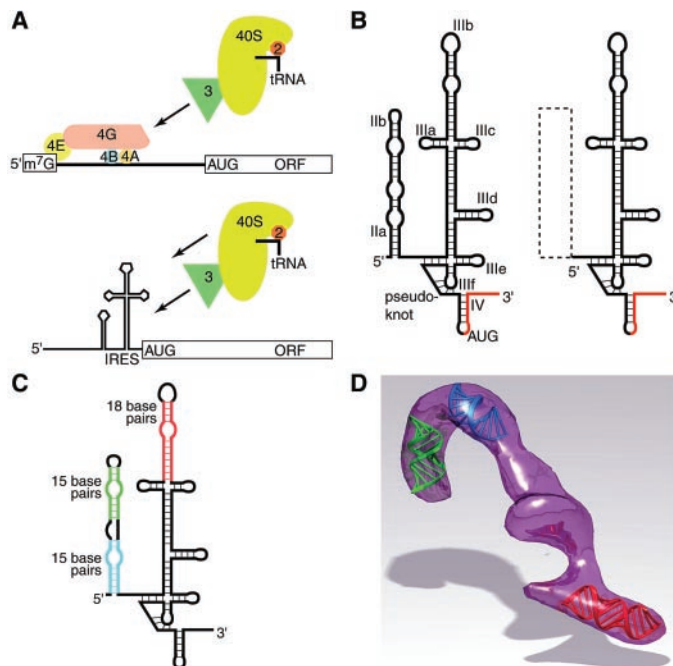 A
40S
2
tRNA
3
4G
4E
4B 4A
5' m⁷G
AUG ORF
40S
2
tRNA
3
5'
IRES
AUG ORF
B
IIIb
IIb
IIIa
IIIc
IIId
IIa
5'
IIIe
IIIf
pseudo-
knot
IV
3'
AUG
5'
3'
C
18 base
pairs
15 base
pairs
15 base
pairs
5'
3'
D